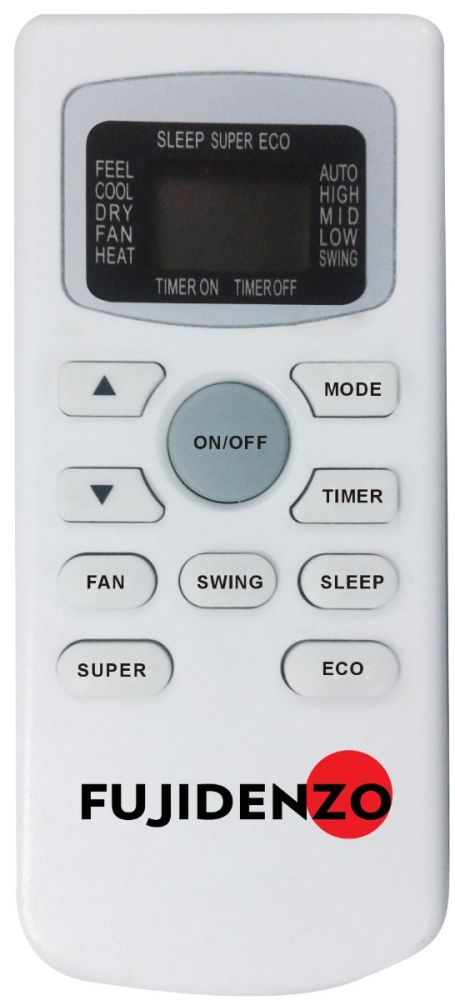 SLEEP SUPER ECO
FEEL
COOL
DRY
FAN
HEAT
AUTO
HIGH
MID
LOW
SWING
TIMER ON TIMER OFF
▲
MODE
ON/OFF
▼
TIMER
FAN SWING SLEEP
SUPER ECO
FUJIDENZO